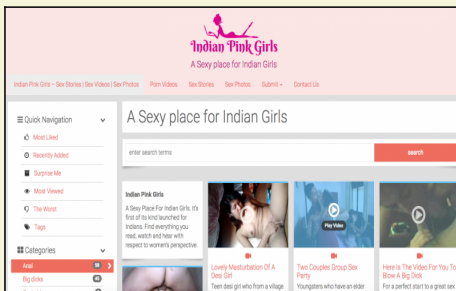 Indian Pink Girls
A Sexy place for Indian Girls
Indian Pink Girls – Sex Stories | Sex Videos | Sex Photos Porn Videos Sex Stories Sex Photos Submit Contact Us
Quick Navigation
Most Liked
Recently Added
Surprise Me
Most Viewed
The Worst
Tags
Categories
Anal
Big dicks
A Sexy place for Indian Girls
enter search terms search
Indian Pink Girls
A Sexy Place For Indian Girls. It's
first of its kind launched for
Indians. Find everything you
read, watch and hear with
respect to women's perspective.
Play Video
Lovely Masturbation Of A
Desi Girl
Teen desi girl who from a village
Two Couples Group Sex
Party
Youngsters who have an elder
Here is The Video For You To
Blow A Big Dick
For a perfect start to a great sex